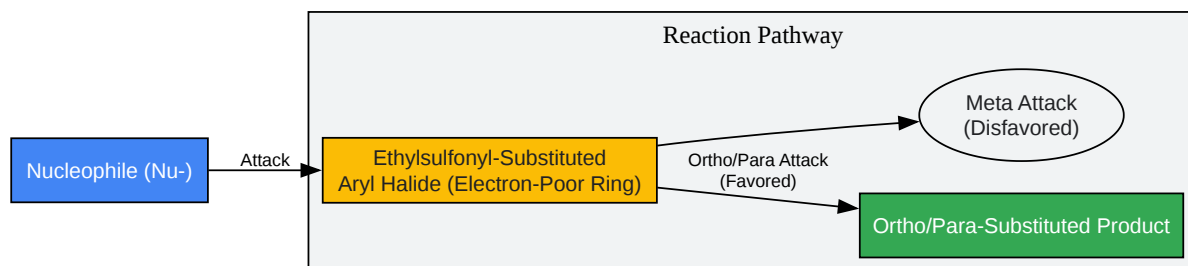 Reaction Pathway
Nucleophile (Nu-)
Attack
Ethylsulfonyl-Substituted
Aryl Halide (Electron-Poor Ring)
Meta Attack
(Disfavored)
Ortho/Para Attack
(Favored)
Ortho/Para-Substituted Product